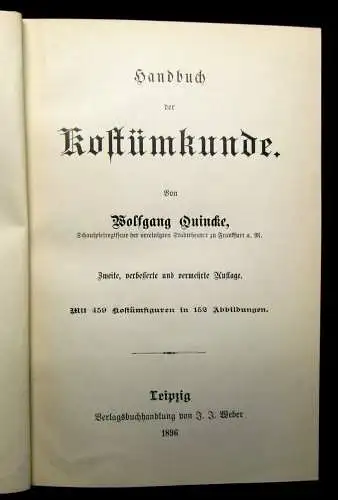 Handbuch
der
Kostümkunde.
Von
Wolfgang Quincke,
Schauspielregisseur der vereinigten Stadttheater zu Frankfurt a. M.
Zweite, verbesserte und vermehrte Auflage.
Mit 459 Kostümfiguren in 152 Abbildungen.
Leipzig
Verlagsbuchhandlung von J. J. Weber
1896